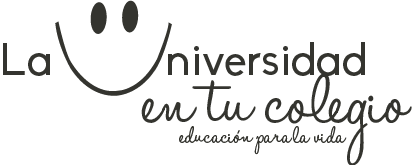 La Universidad
en tu colegio
educación para la vida